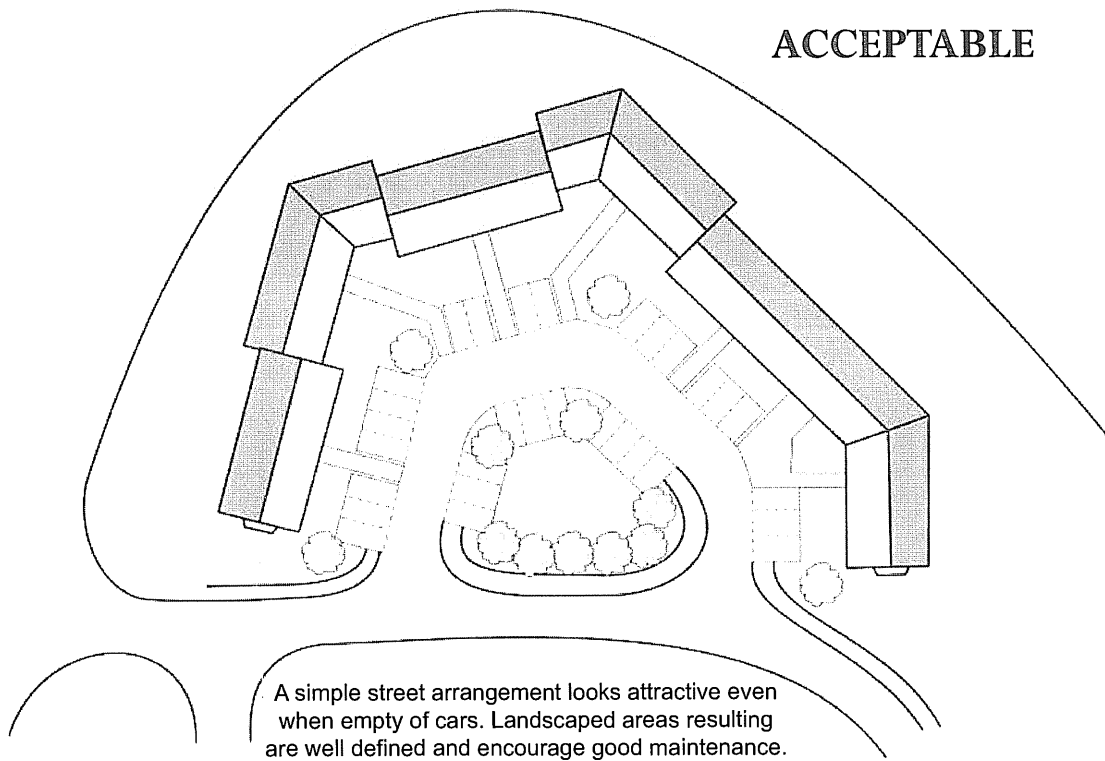 ACCEPTABLE
A simple street arrangement looks attractive even
when empty of cars. Landscaped areas resulting
are well defined and encourage good maintenance.